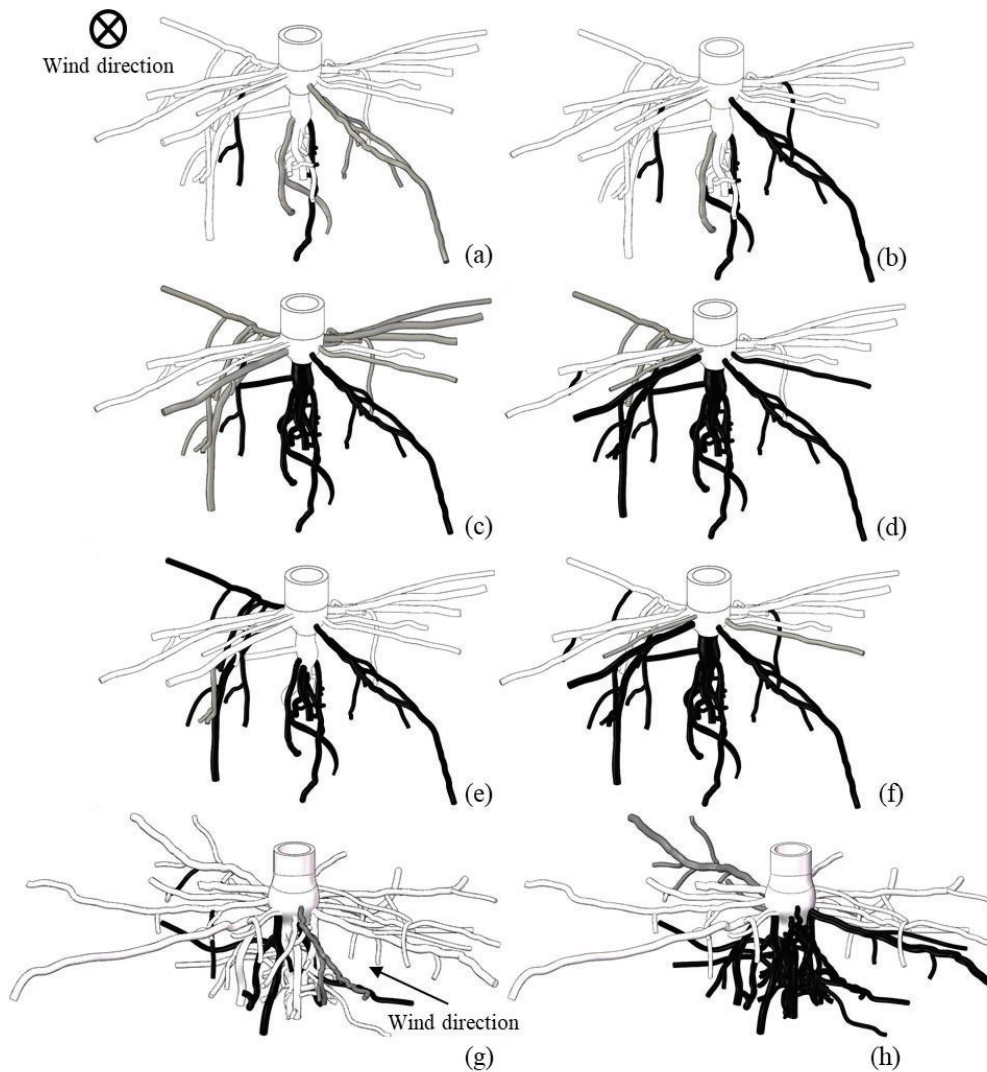 Wind direction
(a)
(b)
(c)
(d)
(e)
(f)
Wind direction
(g)
(h)